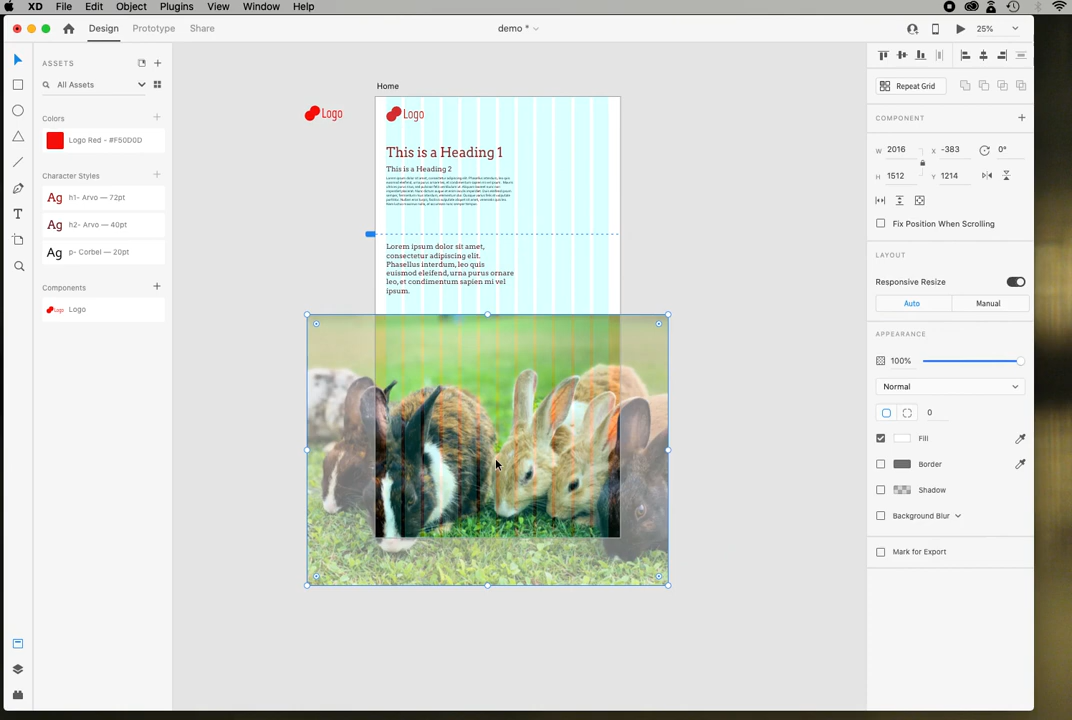 XD File Edit Object Plugins View Window Help
Design Prototype Share
demo *
25%
ASSETS
All Assets
Colors
Logo Red - #F50D0D
Character Styles
Ag h1- Arvo — 72pt
Ag h2- Arvo — 40pt
Ag p- Corbel — 20pt
Components
Logo Logo
Home
Logo
Logo
This is a Heading 1
This is a Heading 2
Lorem ipsum dolor sit amet,
consectetur adipiscing elit.
Phasellus interdum, leo quis
euismod eleifend, urna purus ornare
leo, et condimentum sapien mi vel
ipsum.
Repeat Grid
COMPONENT
W 2016 X -383 0°
H 1512 Y 1214
Fix Position When Scrolling
LAYOUT
Responsive Resize
Auto Manual
APPEARANCE
100%
Normal
0
Fill
Border
Shadow
Background Blur
Mark for Export